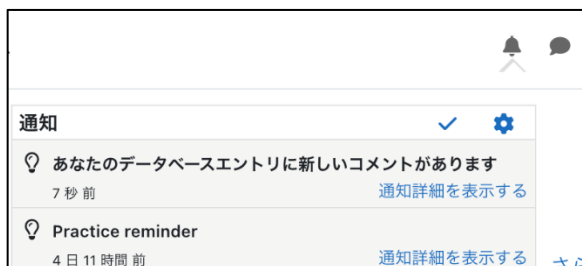 通知
あなたのデータベースエントリに新しいコメントがあります
7 秒 前 通知詳細を表示する
Practice reminder
4 日 11 時間 前 通知詳細を表示する
さら